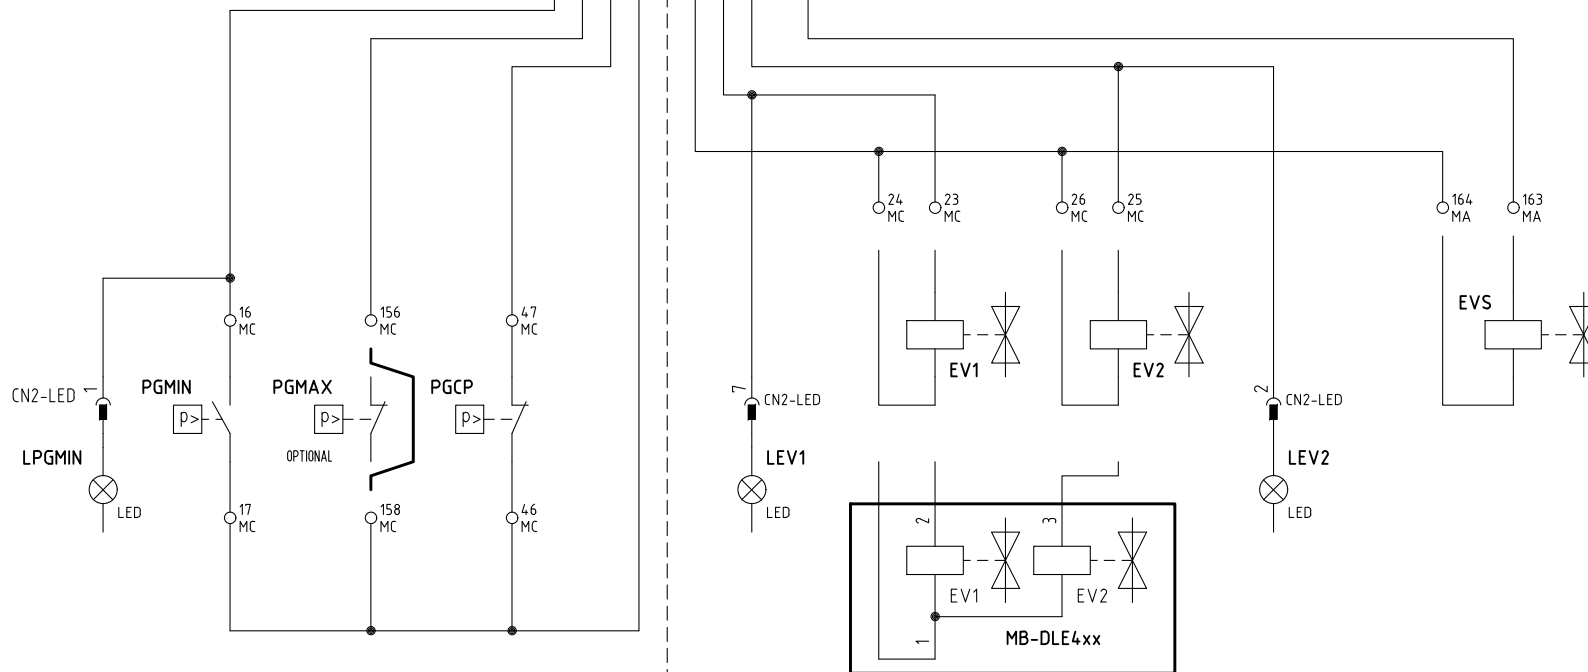 24
MC
23
MC
26
MC
25
MC
164
MA
163
MA
16
MC
156
MC
47
MC
EVS
EV1
EV2
CN2-LED
1
PGMIN
p>
PGMAX
p>
PGCP
p>
7
CN2-LED
2
CN2-LED
OPTIONAL
LPGMIN
LED
LEV1
LED
LEV2
LED
17
MC
158
MC
46
MC
2
3
EV1
EV2
1
MB-DLE4xx